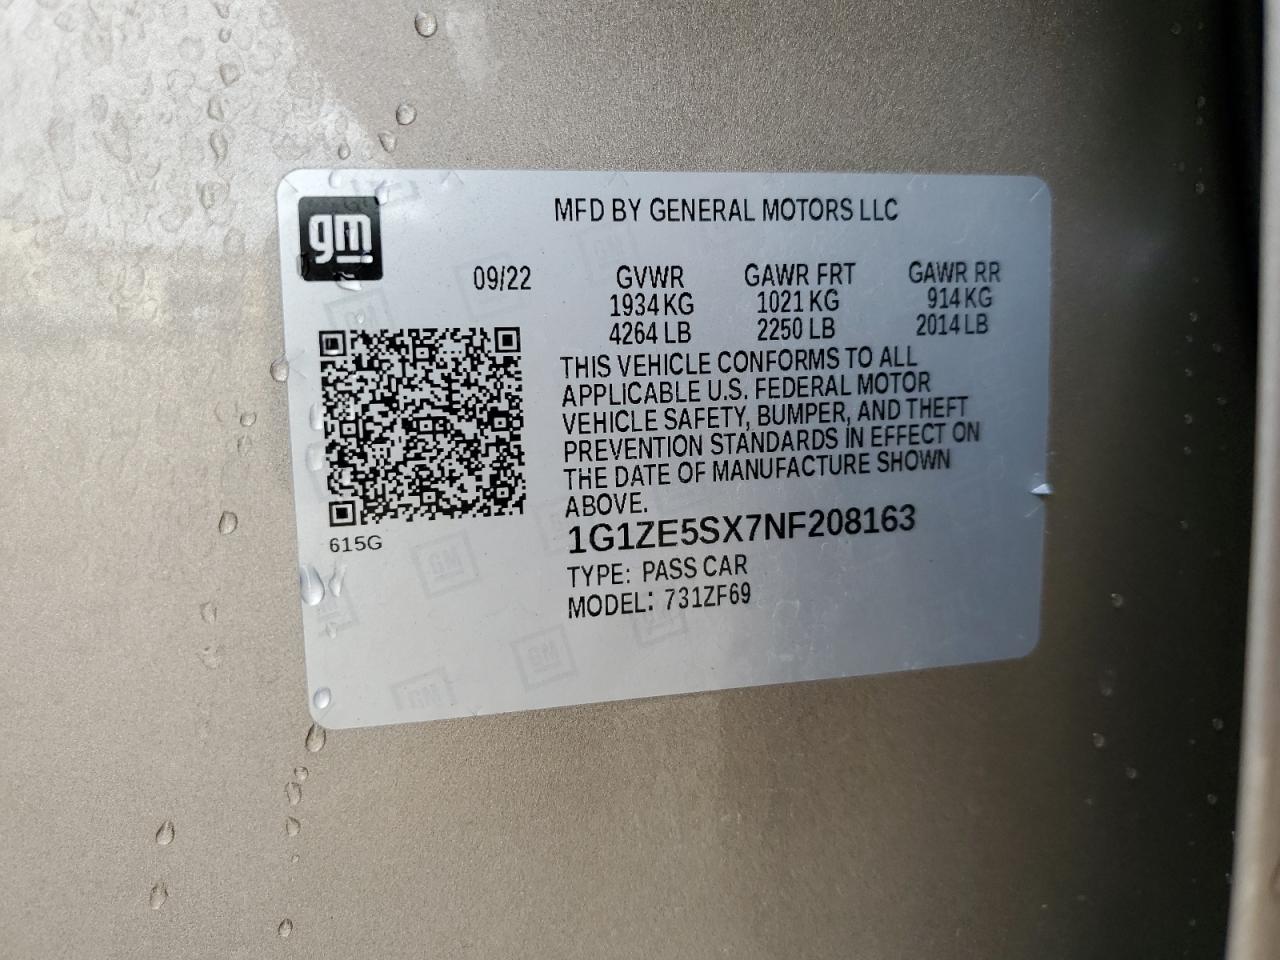 gm
MFD BY GENERAL MOTORS LLC
09/22 GVWR GAWR FRT GAWR RR
1934 KG 1021 KG 914 KG
4264 LB 2250 LB 2014 LB
THIS VEHICLE CONFORMS TO ALL
APPLICABLE U.S. FEDERAL MOTOR
VEHICLE SAFETY, BUMPER, AND THEFT
PREVENTION STANDARDS IN EFFECT ON
THE DATE OF MANUFACTURE SHOWN
ABOVE.
615G
1G1ZE5SX7NF208163
TYPE: PASS CAR
MODEL: 731ZF69